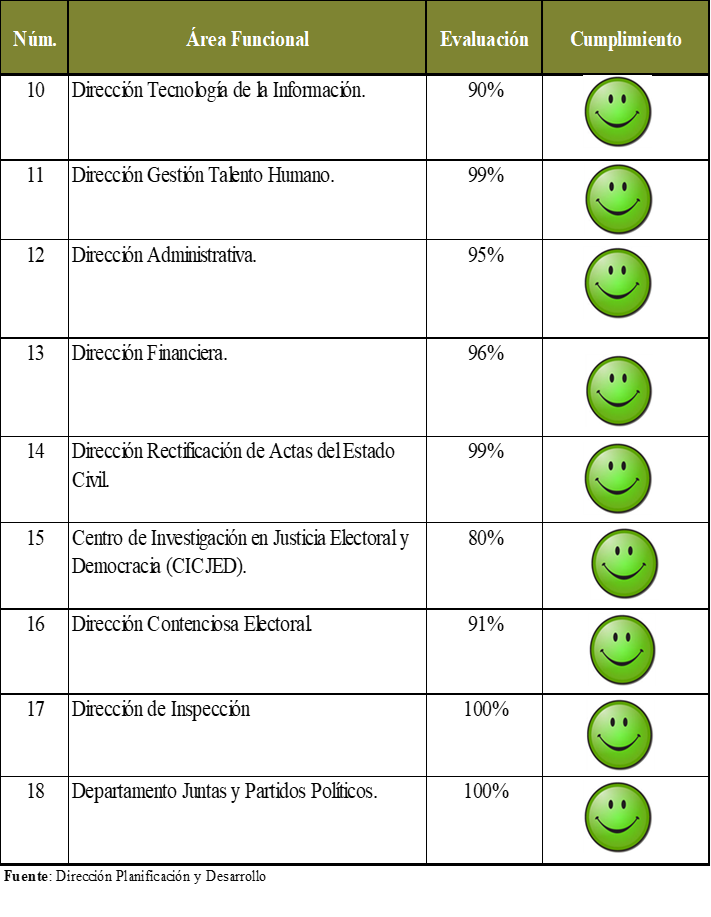 Núm. Área Funcional Evaluación Cumplimiento
10 Dirección Tecnología de la Información. 90%
11 Dirección Gestión Talento Humano. 99%
12 Dirección Administrativa. 95%
13 Dirección Financiera. 96%
14 Dirección Rectificación de Actas del Estado 99%
Civil.
15 Centro de Investigación en Justicia Electoral y 80%
Democracia (CICJED).
16 Dirección Contenciosa Electoral. 91%
17 Dirección de Inspección 100%
18 Departamento Juntas y Partidos Políticos. 100%
Fuente: Dirección Planificación y Desarrollo